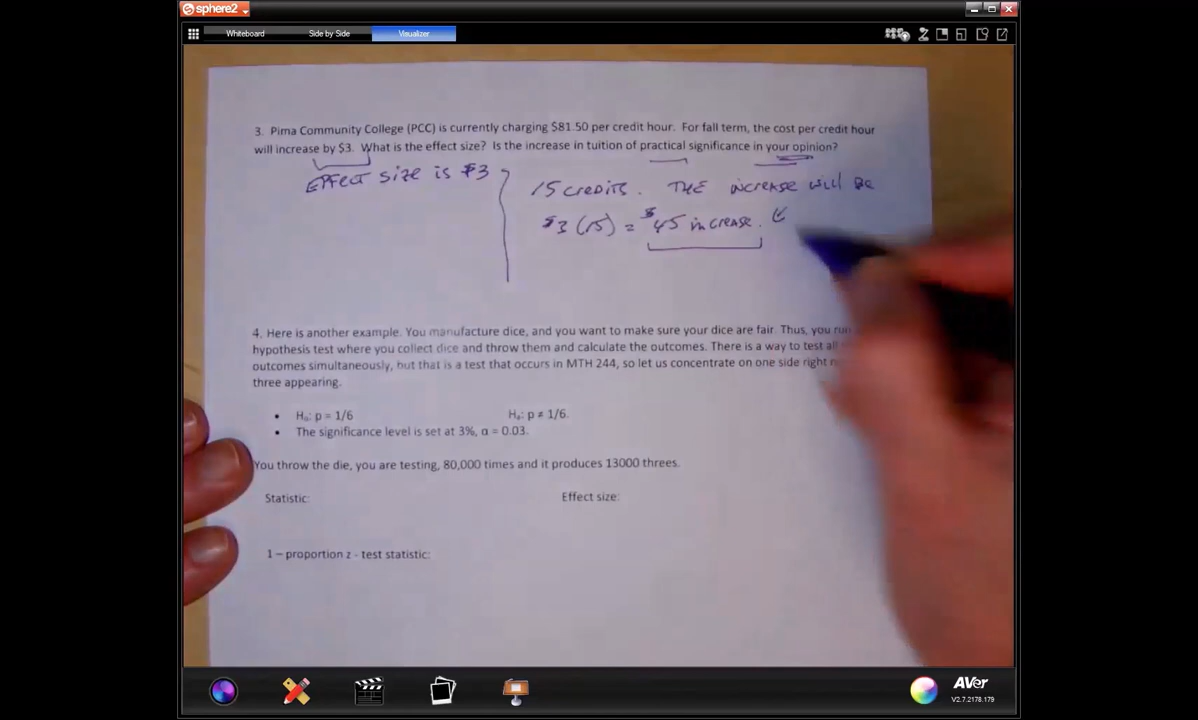 sphere2
Whiteboard Side by Side Visualizer
3. Pima Community College (PCC) is currently charging $81.50 per credit hour. For fall term, the cost per credit hour
will increase by $3. What is the effect size? Is the increase in tuition of practical significance in your opinion?
Effect size is $3
15 credits. THE increase will be
$3 (15) = $45 increase.
4. Here is another example. You manufacture dice, and you want to make sure your dice are fair. Thus, you run
hypothesis test where you collect dice and throw them and calculate the outcomes. There is a way to test all
outcomes simultaneously, but that is a test that occurs in MTH 244, so let us concentrate on one side right
three appearing.
• H₀: p = 1/6 Hₐ: p ≠ 1/6.
• The significance level is set at 3%, α = 0.03.
You throw the die, you are testing, 80,000 times and it produces 13000 threes.
Statistic: Effect size:
1 – proportion z - test statistic:
AVer
V2.7.2178.179